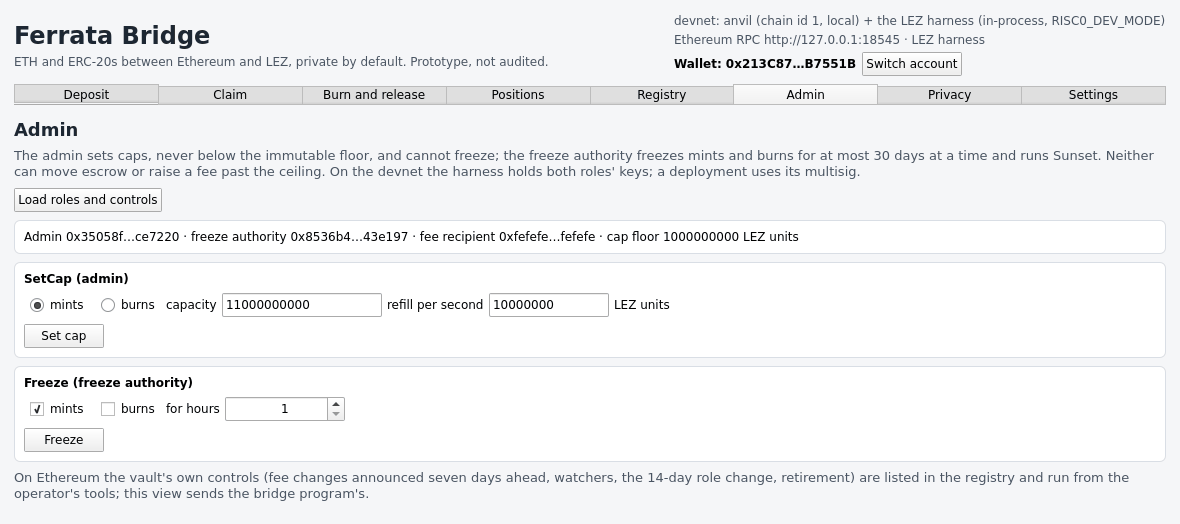 Ferrata Bridge
ETH and ERC-20s between Ethereum and LEZ, private by default. Prototype, not audited.
devnet: anvil (chain id 1, local) + the LEZ harness (in-process, RISC0_DEV_MODE)
Ethereum RPC http://127.0.0.1:18545 · LEZ harness
Wallet: 0x213C87…B7551B Switch account
Deposit Claim Burn and release Positions Registry Admin Privacy Settings
Admin
The admin sets caps, never below the immutable floor, and cannot freeze; the freeze authority freezes mints and burns for at most 30 days at a time and runs Sunset. Neither
can move escrow or raise a fee past the ceiling. On the devnet the harness holds both roles' keys; a deployment uses its multisig.
Load roles and controls
Admin 0x35058f…ce7220 · freeze authority 0x8536b4…43e197 · fee recipient 0xfefefe…fefefe · cap floor 1000000000 LEZ units
SetCap (admin)
mints burns capacity 11000000000 refill per second 10000000 LEZ units
Set cap
Freeze (freeze authority)
mints burns for hours 1
Freeze
On Ethereum the vault's own controls (fee changes announced seven days ahead, watchers, the 14-day role change, retirement) are listed in the registry and run from the
operator's tools; this view sends the bridge program's.